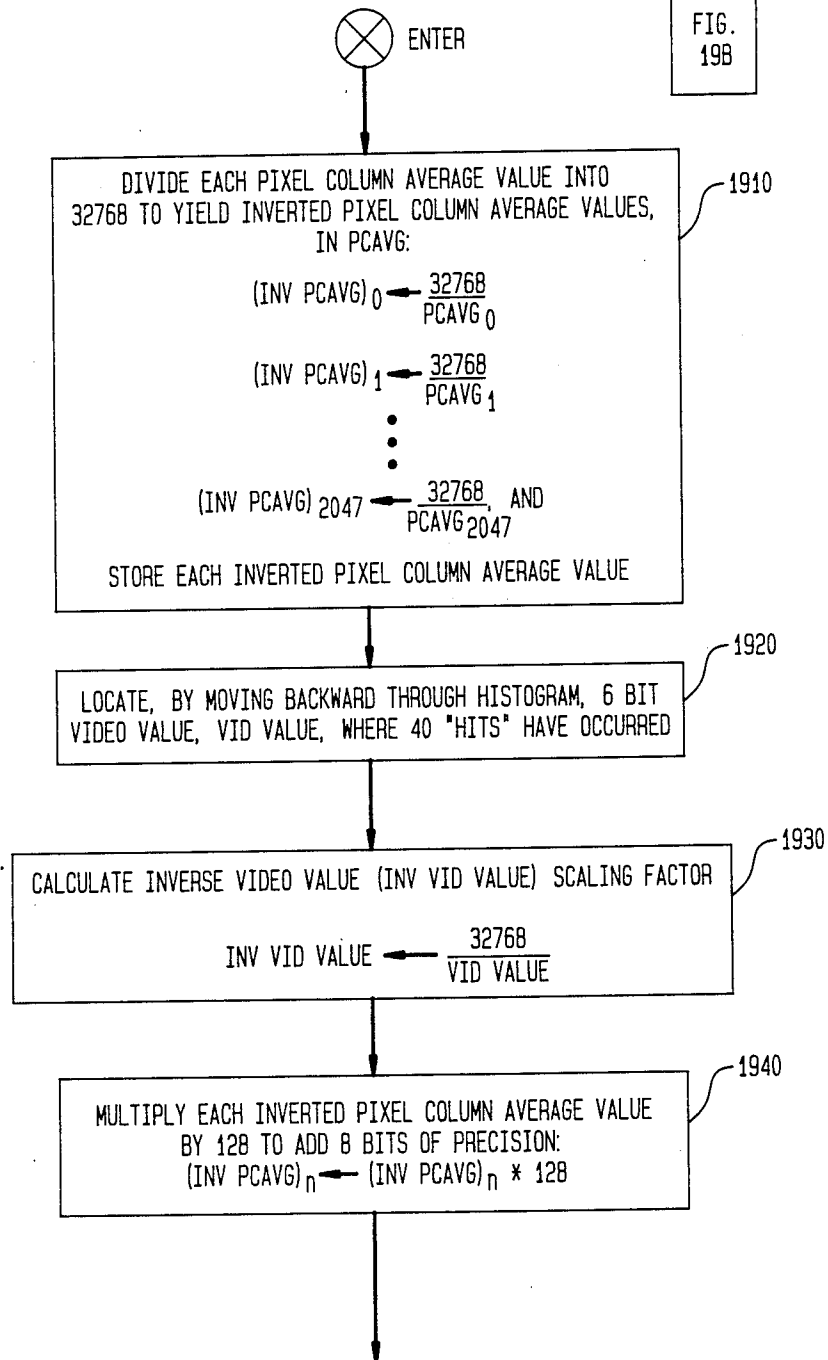 FIG.
19B
ENTER
1910
DIVIDE EACH PIXEL COLUMN AVERAGE VALUE INTO
32768 TO YIELD INVERTED PIXEL COLUMN AVERAGE VALUES,
IN PCAVG:
(INV PCAVG)0 ← 32768
PCAVG0
(INV PCAVG)1 ← 32768
PCAVG1
(INV PCAVG)2047 ← 32768, AND
PCAVG2047
STORE EACH INVERTED PIXEL COLUMN AVERAGE VALUE
1920
LOCATE, BY MOVING BACKWARD THROUGH HISTOGRAM, 6 BIT
VIDEO VALUE, VID VALUE, WHERE 40 "HITS" HAVE OCCURRED
1930
CALCULATE INVERSE VIDEO VALUE (INV VID VALUE) SCALING FACTOR
INV VID VALUE ← 32768
VID VALUE
1940
MULTIPLY EACH INVERTED PIXEL COLUMN AVERAGE VALUE
BY 128 TO ADD 8 BITS OF PRECISION:
(INV PCAVG)n ← (INV PCAVG)n * 128